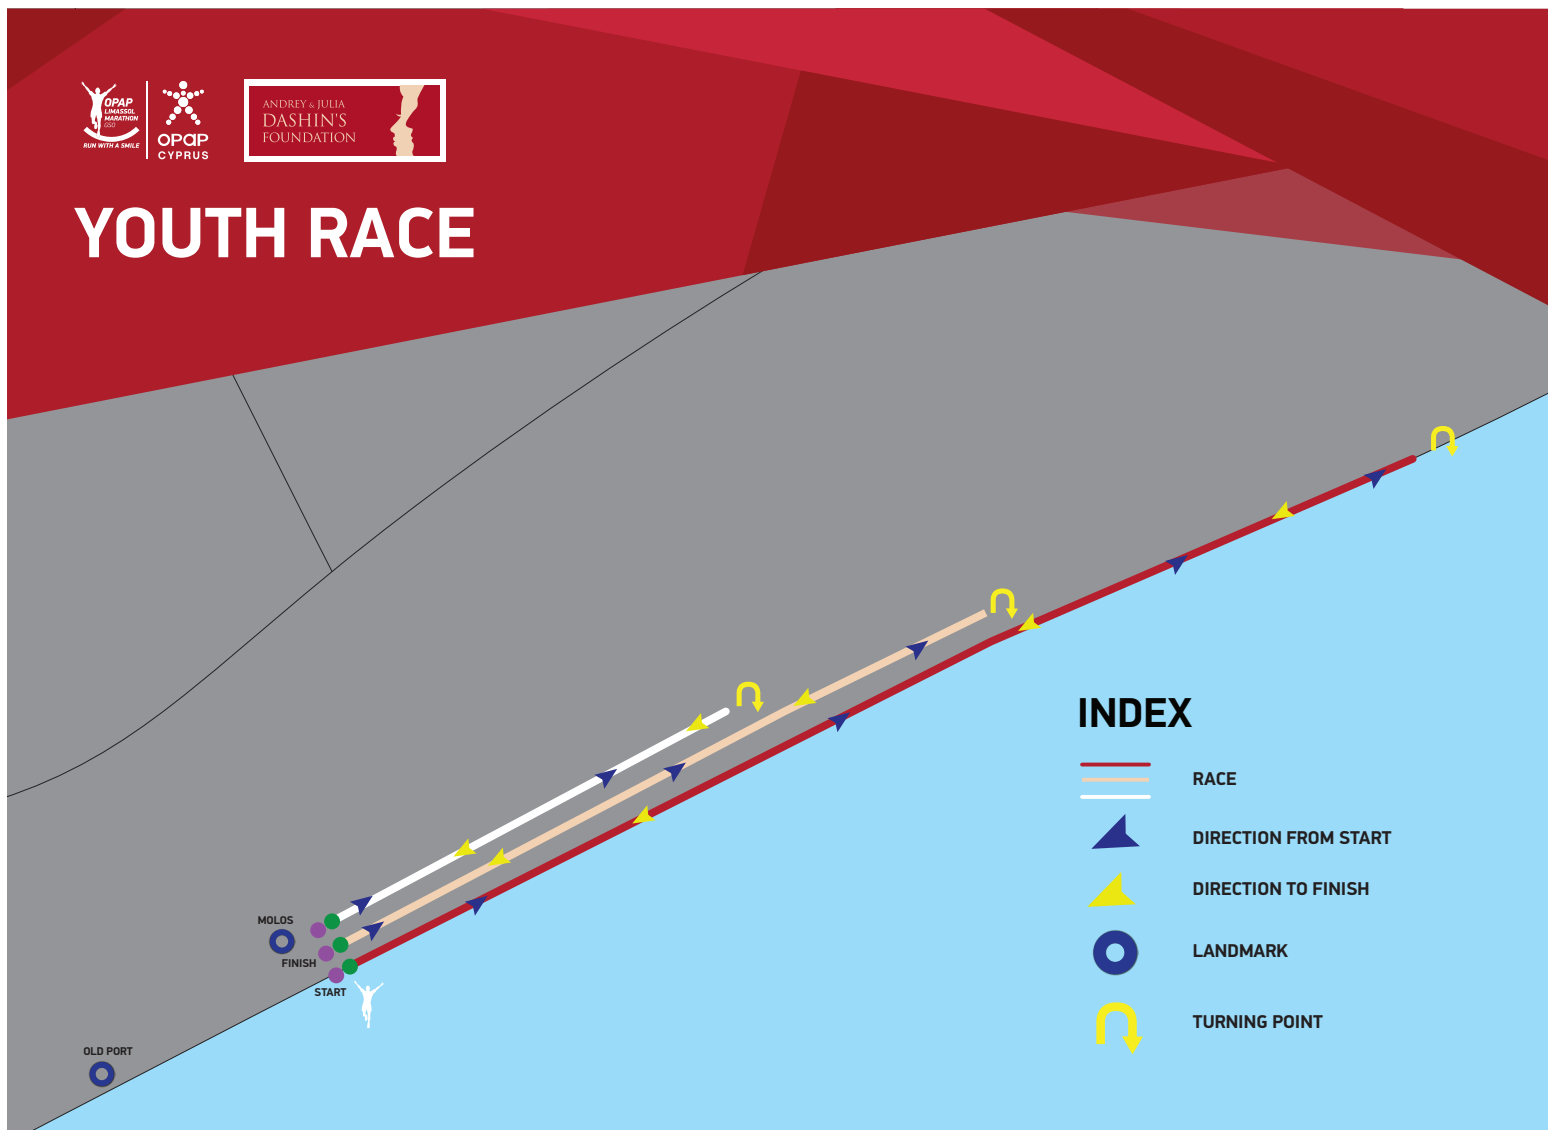 OPAP
LIMASSOL
MARATHON
GSO
RUN WITH A SMILE
OPAP
CYPRUS
ANDREY & JULIA
DASHIN'S
FOUNDATION
YOUTH RACE
INDEX
RACE
DIRECTION FROM START
DIRECTION TO FINISH
LANDMARK
TURNING POINT
MOLOS
FINISH
START
OLD PORT